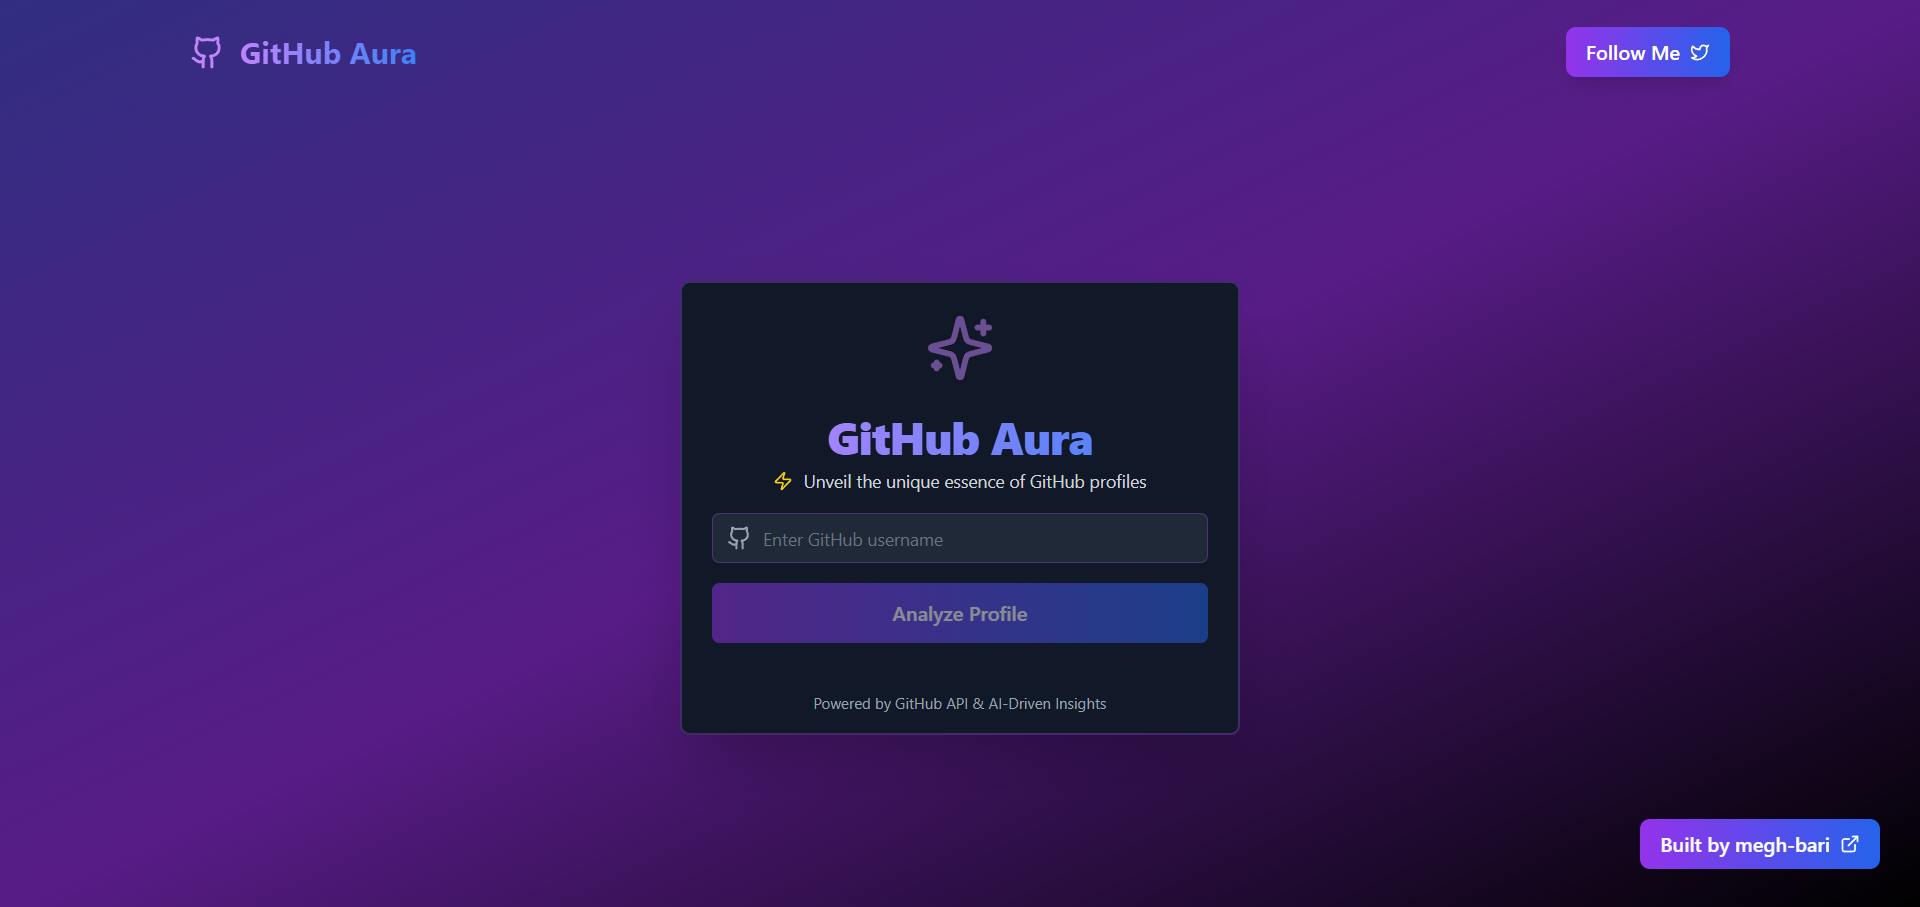 GitHub Aura
Follow Me
GitHub Aura
Unveil the unique essence of GitHub profiles
Enter GitHub username
Analyze Profile
Powered by GitHub API & AI-Driven Insights
Built by megh-bari